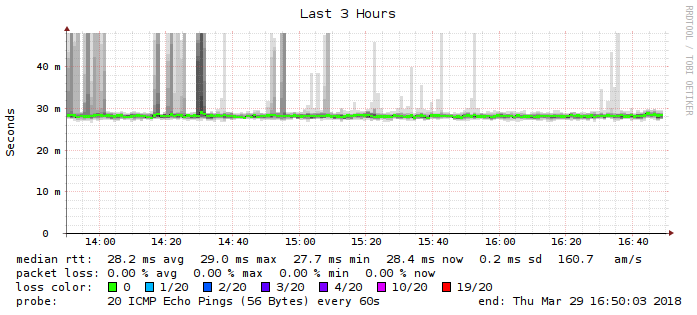 Last 3 Hours
RRDTOOL / TOBI OETIKER
Seconds
40 m
30 m
20 m
10 m
0
14:00 14:20 14:40 15:00 15:20 15:40 16:00 16:20 16:40
median rtt: 28.2 ms avg 29.0 ms max 27.7 ms min 28.4 ms now 0.2 ms sd 160.7 am/s
packet loss: 0.00 % avg 0.00 % max 0.00 % min 0.00 % now
loss color: 0 1/20 2/20 3/20 4/20 10/20 19/20
probe: 20 ICMP Echo Pings (56 Bytes) every 60s end: Thu Mar 29 16:50:03 2018